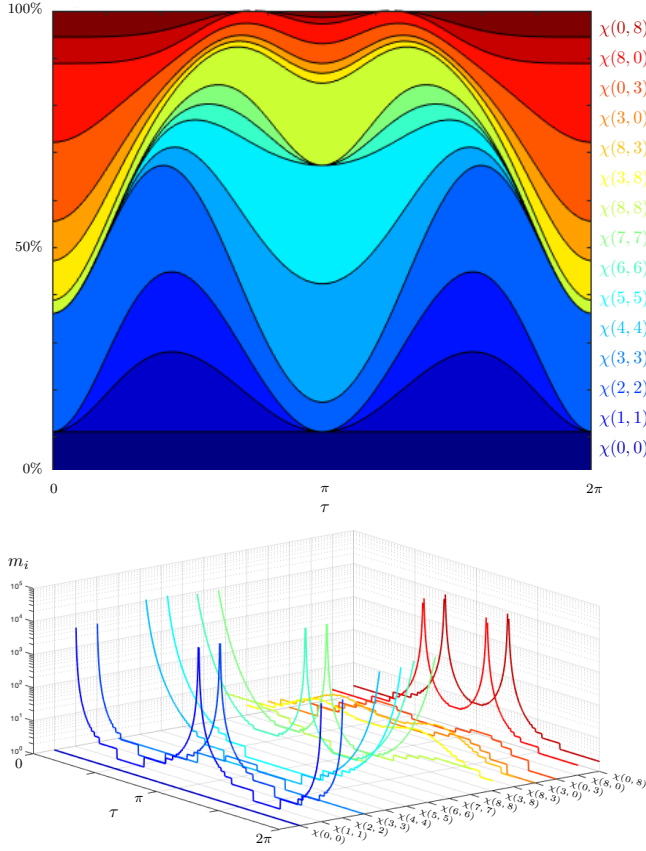 100%
50%
0%
0
π
2π
τ
χ(0, 8)
χ(8, 0)
χ(0, 3)
χ(3, 0)
χ(8, 3)
χ(3, 8)
χ(8, 8)
χ(7, 7)
χ(6, 6)
χ(5, 5)
χ(4, 4)
χ(3, 3)
χ(2, 2)
χ(1, 1)
χ(0, 0)
m_i
10^5
10^4
10^3
10^2
10^1
10^0
0
π
2π
τ
χ(0, 0)
χ(1, 1)
χ(2, 2)
χ(3, 3)
χ(4, 4)
χ(5, 5)
χ(6, 6)
χ(7, 7)
χ(8, 8)
χ(3, 8)
χ(8, 3)
χ(3, 0)
χ(0, 3)
χ(8, 0)
χ(0, 8)